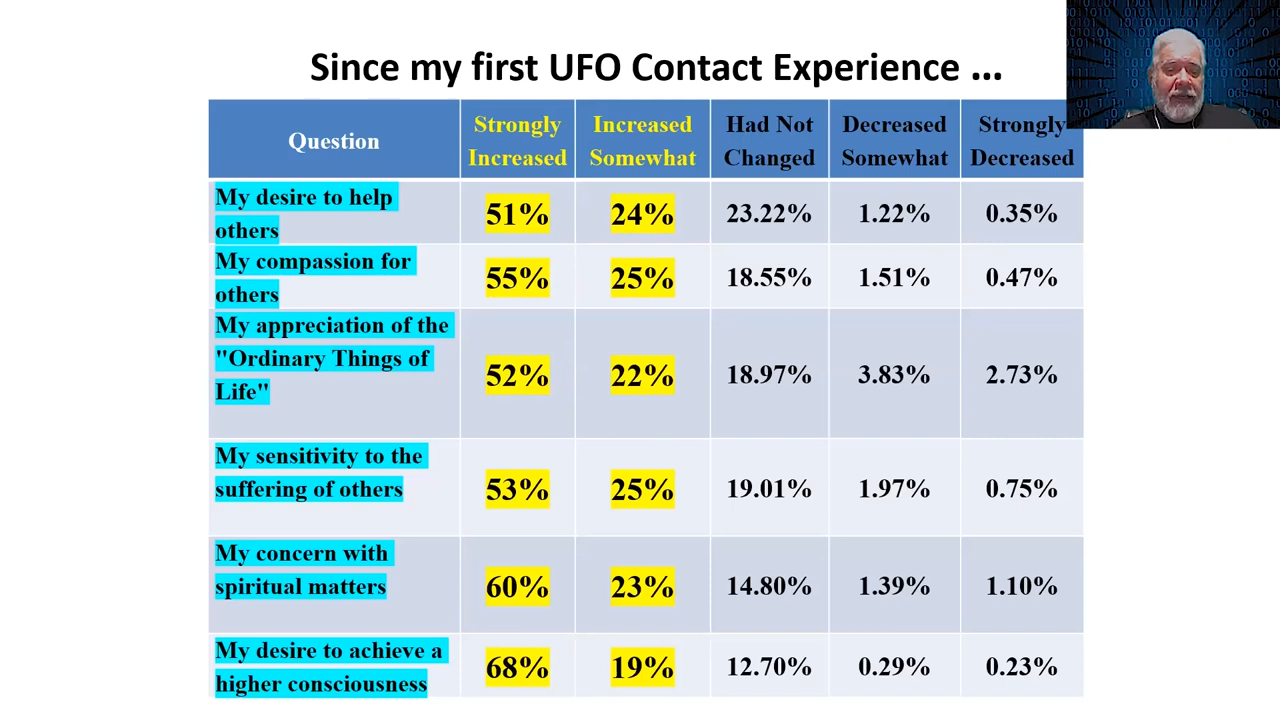 Since my first UFO Contact Experience ...
Question
Strongly
Increased
Increased
Somewhat
Had Not
Changed
Decreased
Somewhat
Strongly
Decreased
My desire to help
others
51%
24%
23.22%
1.22%
0.35%
My compassion for
others
55%
25%
18.55%
1.51%
0.47%
My appreciation of the
"Ordinary Things of
Life"
52%
22%
18.97%
3.83%
2.73%
My sensitivity to the
suffering of others
53%
25%
19.01%
1.97%
0.75%
My concern with
spiritual matters
60%
23%
14.80%
1.39%
1.10%
My desire to achieve a
higher consciousness
68%
19%
12.70%
0.29%
0.23%